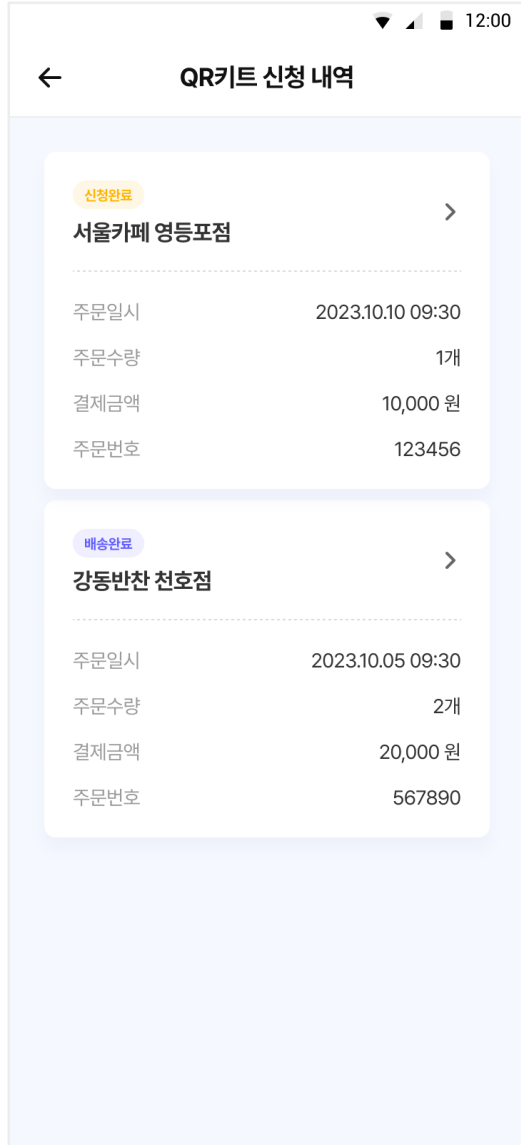 12:00
QR키트 신청 내역
신청완료
서울카페 영등포점
주문일시 2023.10.10 09:30
주문수량 1개
결제금액 10,000 원
주문번호 123456
배송완료
강동반찬 천호점
주문일시 2023.10.05 09:30
주문수량 2개
결제금액 20,000 원
주문번호 567890